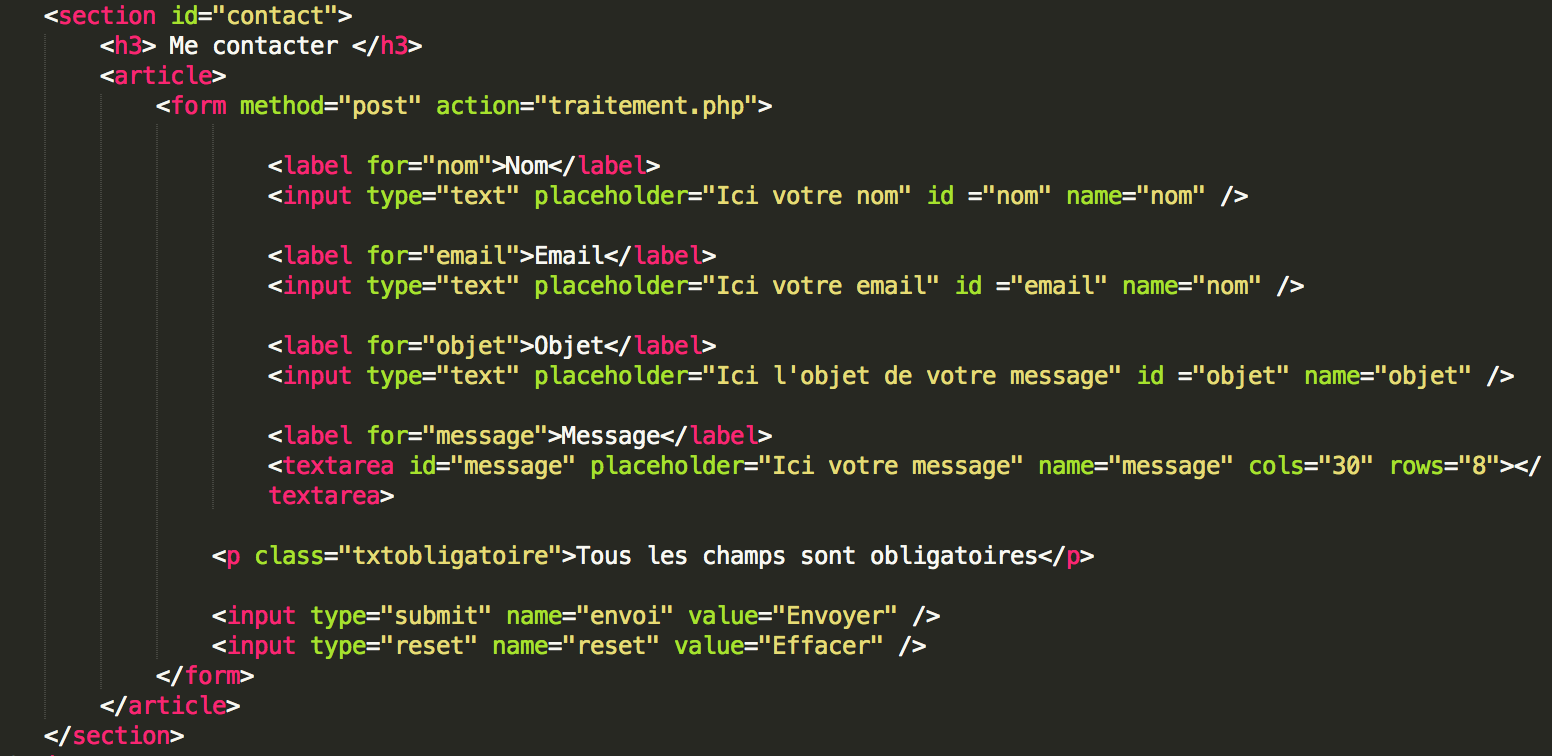 <section id="contact">
<h3> Me contacter </h3>
<article>
<form method="post" action="traitement.php">
<label for="nom">Nom</label>
<input type="text" placeholder="Ici votre nom" id ="nom" name="nom" />
<label for="email">Email</label>
<input type="text" placeholder="Ici votre email" id ="email" name="nom" />
<label for="objet">Objet</label>
<input type="text" placeholder="Ici l'objet de votre message" id ="objet" name="objet" />
<label for="message">Message</label>
<textarea id="message" placeholder="Ici votre message" name="message" cols="30" rows="8"></
textarea>
<p class="txtobligatoire">Tous les champs sont obligatoires</p>
<input type="submit" name="envoi" value="Envoyer" />
<input type="reset" name="reset" value="Effacer" />
</form>
</article>
</section>